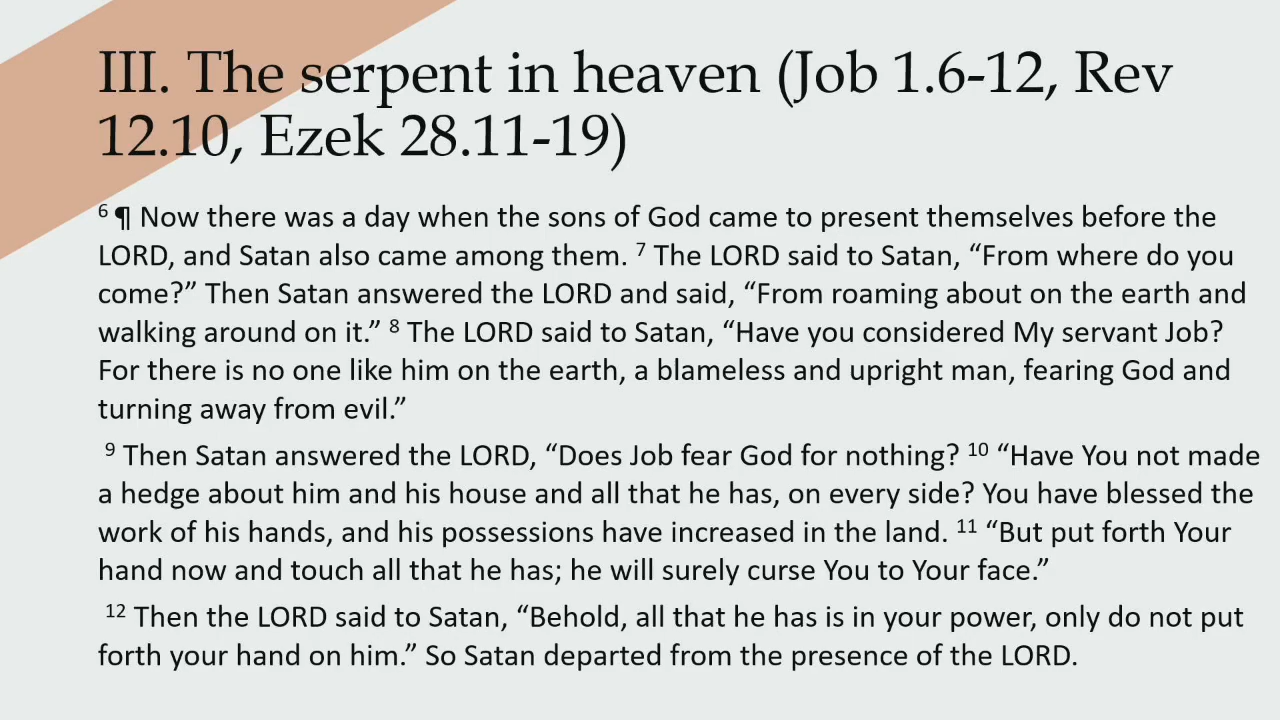 III. The serpent in heaven (Job 1.6-12, Rev
12.10, Ezek 28.11-19)
6 ¶ Now there was a day when the sons of God came to present themselves before the
LORD, and Satan also came among them. 7 The LORD said to Satan, “From where do you
come?” Then Satan answered the LORD and said, “From roaming about on the earth and
walking around on it.” 8 The LORD said to Satan, “Have you considered My servant Job?
For there is no one like him on the earth, a blameless and upright man, fearing God and
turning away from evil.”
9 Then Satan answered the LORD, “Does Job fear God for nothing? 10 “Have You not made
a hedge about him and his house and all that he has, on every side? You have blessed the
work of his hands, and his possessions have increased in the land. 11 “But put forth Your
hand now and touch all that he has; he will surely curse You to Your face.”
12 Then the LORD said to Satan, “Behold, all that he has is in your power, only do not put
forth your hand on him.” So Satan departed from the presence of the LORD.